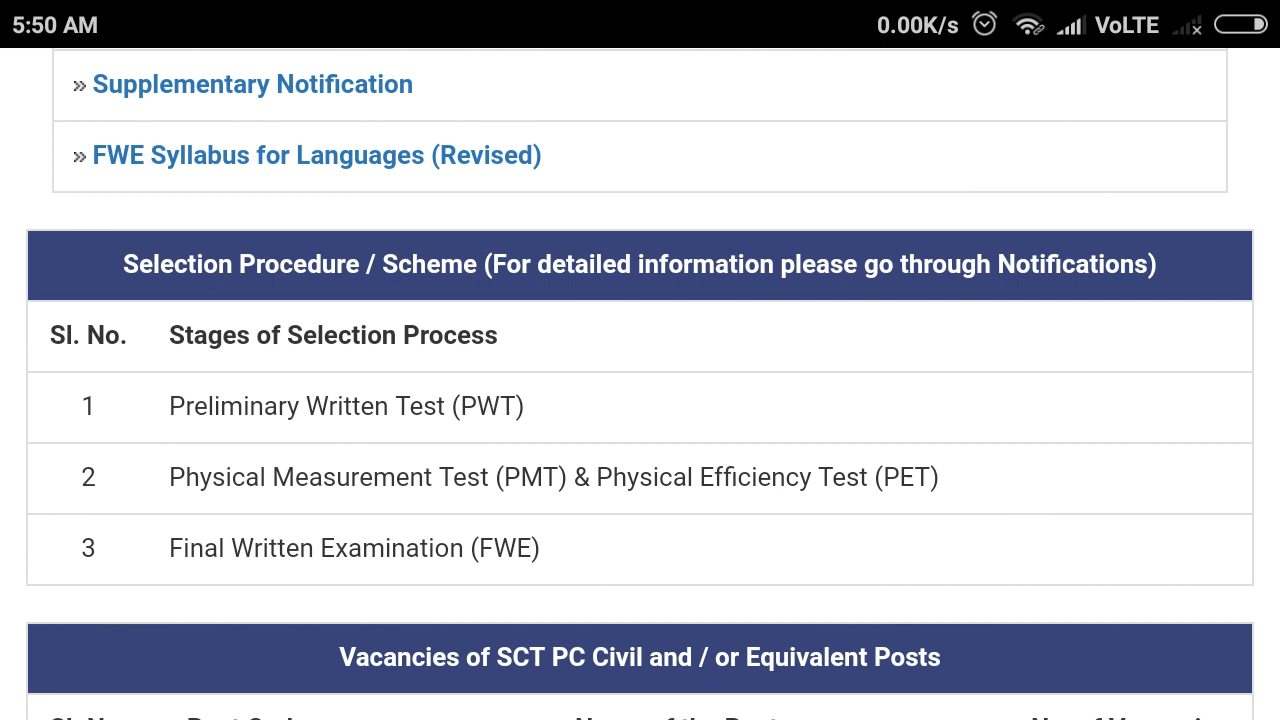 5:50 AM 0.00K/s VoLTE
» Supplementary Notification
» FWE Syllabus for Languages (Revised)
Selection Procedure / Scheme (For detailed information please go through Notifications)
Sl. No. Stages of Selection Process
1 Preliminary Written Test (PWT)
2 Physical Measurement Test (PMT) & Physical Efficiency Test (PET)
3 Final Written Examination (FWE)
Vacancies of SCT PC Civil and / or Equivalent Posts